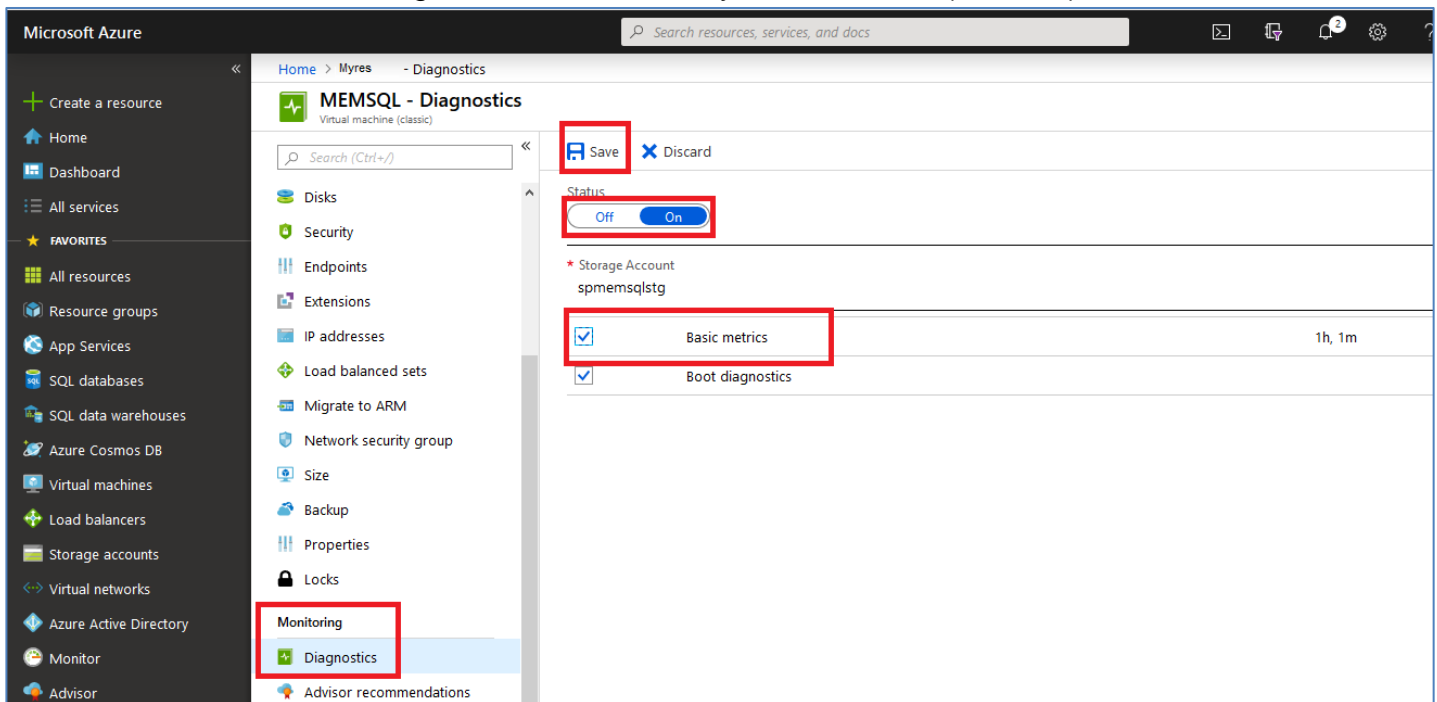 Microsoft Azure
Search resources, services, and docs
2
?
«
Home > Myres - Diagnostics
+ Create a resource
Home
Dashboard
All services
FAVORITES
All resources
Resource groups
App Services
SQL databases
SQL data warehouses
Azure Cosmos DB
Virtual machines
Load balancers
Storage accounts
Virtual networks
Azure Active Directory
Monitor
Advisor
MEMSQL - Diagnostics
Virtual machine (classic)
Search (Ctrl+/)
«
Disks
Security
Endpoints
Extensions
IP addresses
Load balanced sets
Migrate to ARM
Network security group
Size
Backup
Properties
Locks
Monitoring
Diagnostics
Advisor recommendations
Save
Discard
Status
Off On
* Storage Account
spmemsqlstg
Basic metrics 1h, 1m
Boot diagnostics